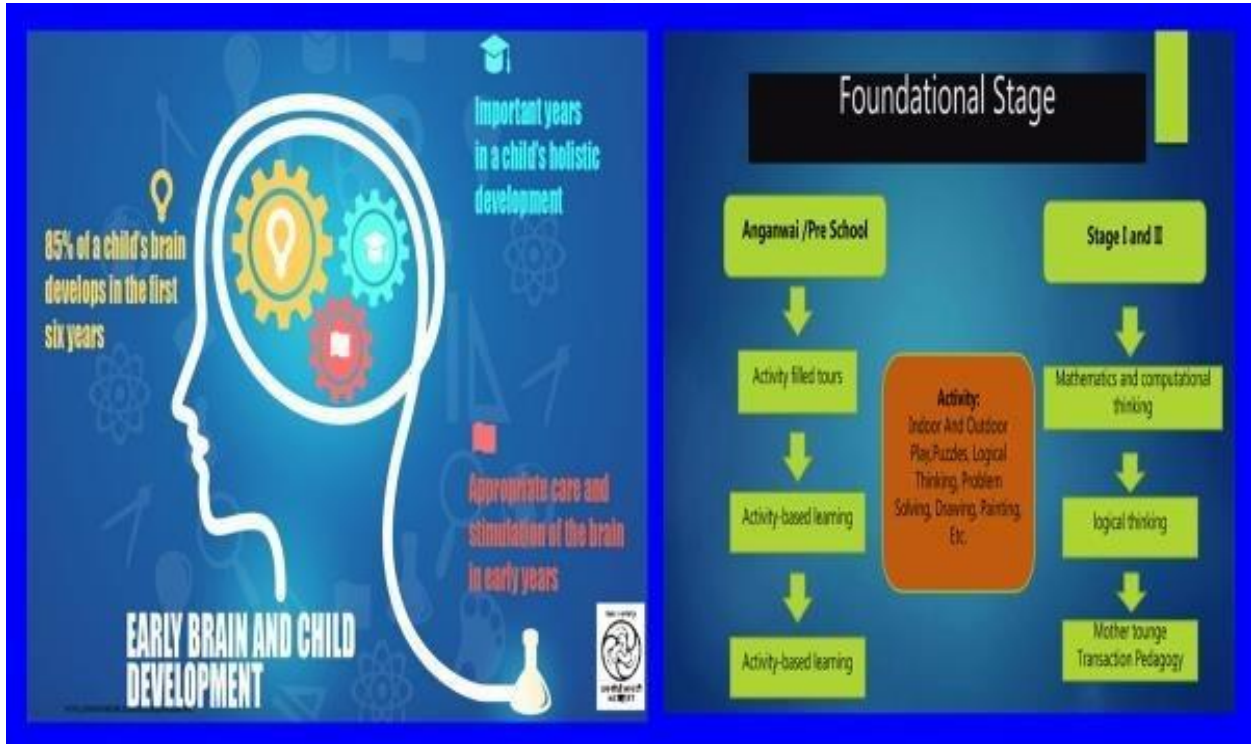 Important years
in a child's holistic
development
85% of a child's brain
develops in the first
six years
Appropriate care and
stimulation of the brain
in early years
EARLY BRAIN AND CHILD
DEVELOPMENT
Foundational Stage
Anganwai /Pre School
Activity filled tours
Activity-based learning
Activity-based learning
Activity:
Indoor And Outdoor
Play,Puzzles, Logical
Thinking, Problem
Solving, Drawing, Painting,
Etc.
Stage I and II
Mathematics and computational
thinking
logical thinking
Mother tounge
Transaction Pedagogy